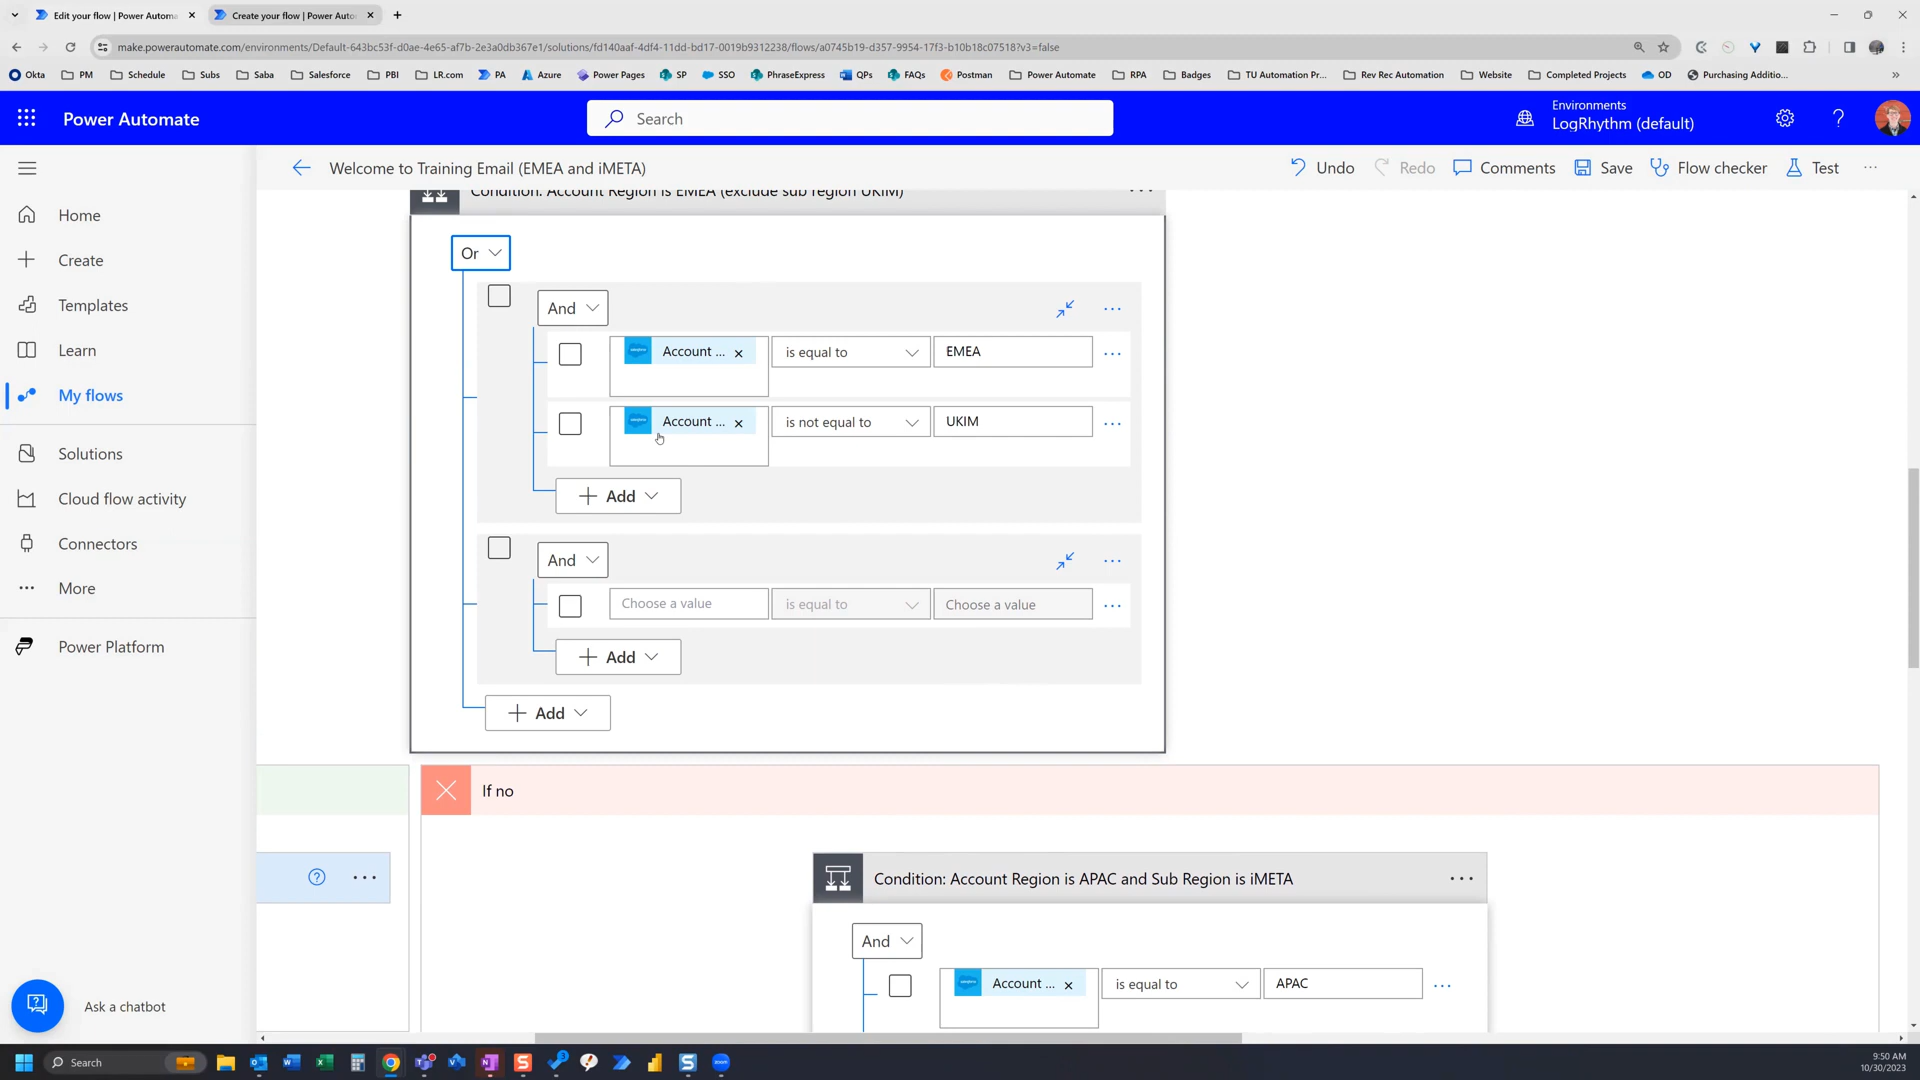 Edit your flow | Power Automa
Create your flow | Power Auto
make.powerautomate.com/environments/Default-643bc53f-d0ae-4e65-af7b-2e3a0db367e1/solutions/fd140aaf-4df4-11dd-bd17-0019b9312238/flows/a0745b19-d357-9954-17f3-b10b18c07518?v3=false
Okta PM Schedule Subs Saba Salesforce PBI LR.com PA Azure Power Pages SP SSO PhraseExpress QPs FAQs Postman Power Automate RPA Badges TU Automation Pr... Rev Rec Automation Website Completed Projects OD Purchasing Additio...
Power Automate
Search
Environments
LogRhythm (default)
Welcome to Training Email (EMEA and iMETA)
Undo Redo Comments Save Flow checker Test
Home
Create
Templates
Learn
My flows
Solutions
Cloud flow activity
Connectors
More
Power Platform
Ask a chatbot
Condition: Account Region is EMEA (exclude sub region UKIM)
Or
And
Account ... is equal to EMEA
Account ... is not equal to UKIM
Add
And
Choose a value is equal to Choose a value
Add
Add
If no
Condition: Account Region is APAC and Sub Region is iMETA
And
Account ... is equal to APAC
Search
9:50 AM
10/30/2023